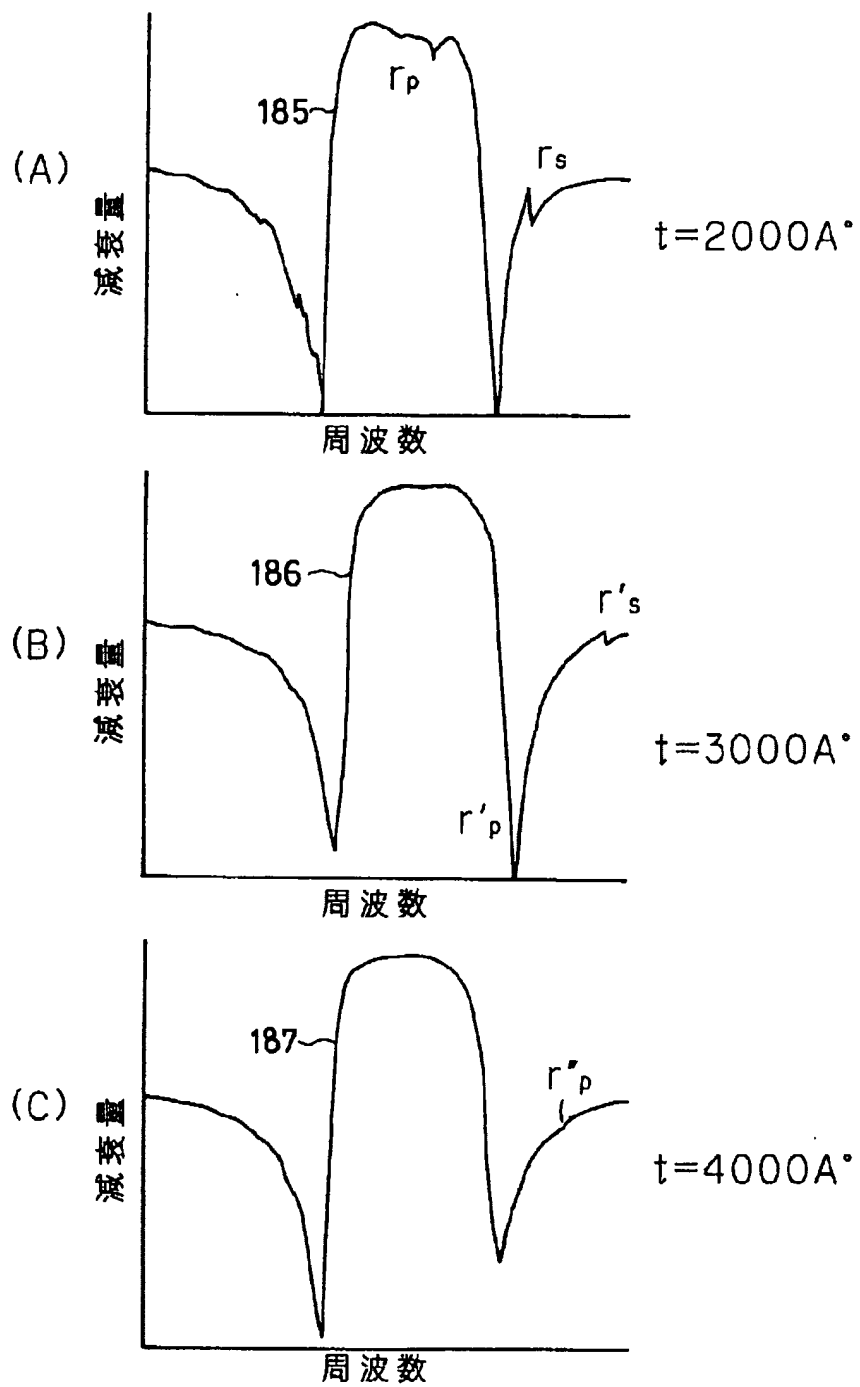 (A)
減衰量
185
rp
rs
t=2000A°
周波数
(B)
減衰量
186
r's
r'p
t=3000A°
周波数
(C)
減衰量
187
r"p
t=4000A°
周波数